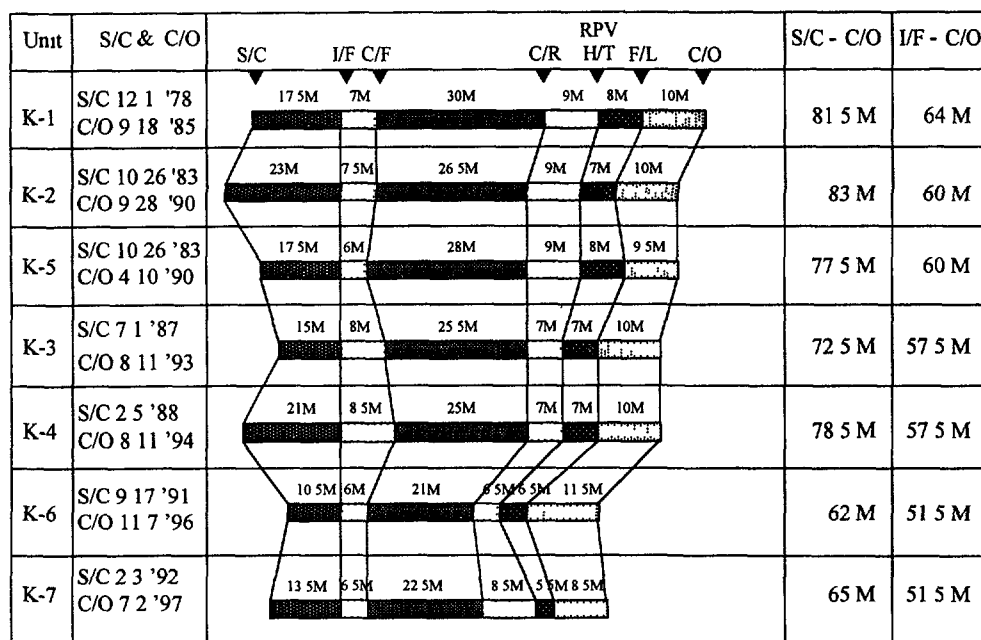 Unit S/C & C/O S/C I/F C/F C/R RPV H/T F/L C/O S/C - C/O I/F - C/O
K-1 S/C 12 1 '78 17 5M 7M 30M 9M 8M 10M 81 5 M 64 M
C/O 9 18 '85
K-2 S/C 10 26 '83 23M 7 5M 26 5M 9M 7M 10M 83 M 60 M
C/O 9 28 '90
K-5 S/C 10 26 '83 17 5M 6M 28M 9M 8M 9 5M 77 5 M 60 M
C/O 4 10 '90
K-3 S/C 7 1 '87 15M 8M 25 5M 7M 7M 10M 72 5 M 57 5 M
C/O 8 11 '93
K-4 S/C 2 5 '88 21M 8 5M 25M 7M 7M 10M 78 5 M 57 5 M
C/O 8 11 '94
K-6 S/C 9 17 '91 10 5M 6M 21M 6 5M 6 5M 11 5M 62 M 51 5 M
C/O 11 7 '96
K-7 S/C 2 3 '92 13 5M 6 5M 22 5M 8 5M 5 5M 8 5M 65 M 51 5 M
C/O 7 2 '97